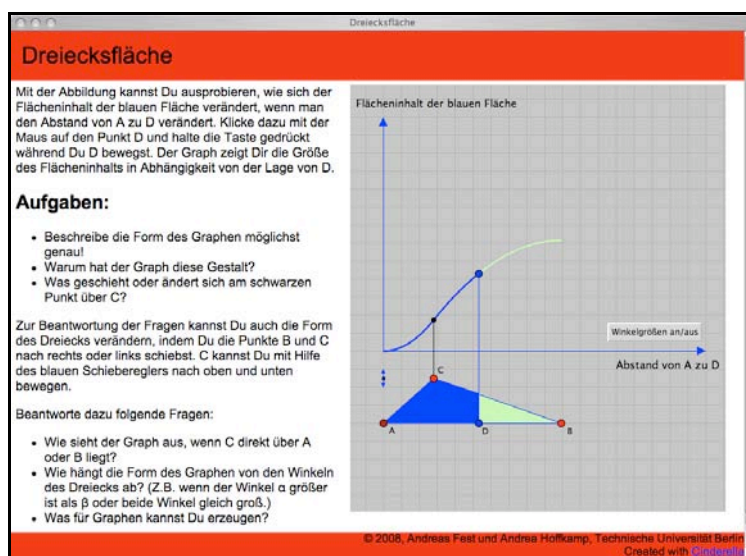 Dreiecksfläche
Dreiecksfläche
Mit der Abbildung kannst Du ausprobieren, wie sich der
Flächeninhalt der blauen Fläche verändert, wenn man
den Abstand von A zu D verändert. Klicke dazu mit der
Maus auf den Punkt D und halte die Taste gedrückt
während Du D bewegst. Der Graph zeigt Dir die Größe
des Flächeninhalts in Abhängigkeit von der Lage von D.
Aufgaben:
• Beschreibe die Form des Graphen möglichst
genau!
• Warum hat der Graph diese Gestalt?
• Was geschieht oder ändert sich am schwarzen
Punkt über C?
Zur Beantwortung der Fragen kannst Du auch die Form
des Dreiecks verändern, indem Du die Punkte B und C
nach rechts oder links schiebst. C kannst Du mit Hilfe
des blauen Schiebereglers nach oben und unten
bewegen.
Beantworte dazu folgende Fragen:
• Wie sieht der Graph aus, wenn C direkt über A
oder B liegt?
• Wie hängt die Form des Graphen von den Winkeln
des Dreiecks ab? (Z.B. wenn der Winkel α größer
ist als β oder beide Winkel gleich groß.)
• Was für Graphen kannst Du erzeugen?
Flächeninhalt der blauen Fläche
Winkelgrößen an/aus
Abstand von A zu D
C
A
D
B
© 2008, Andreas Fest und Andrea Hoffkamp, Technische Universität Berlin
Created with Cinderella